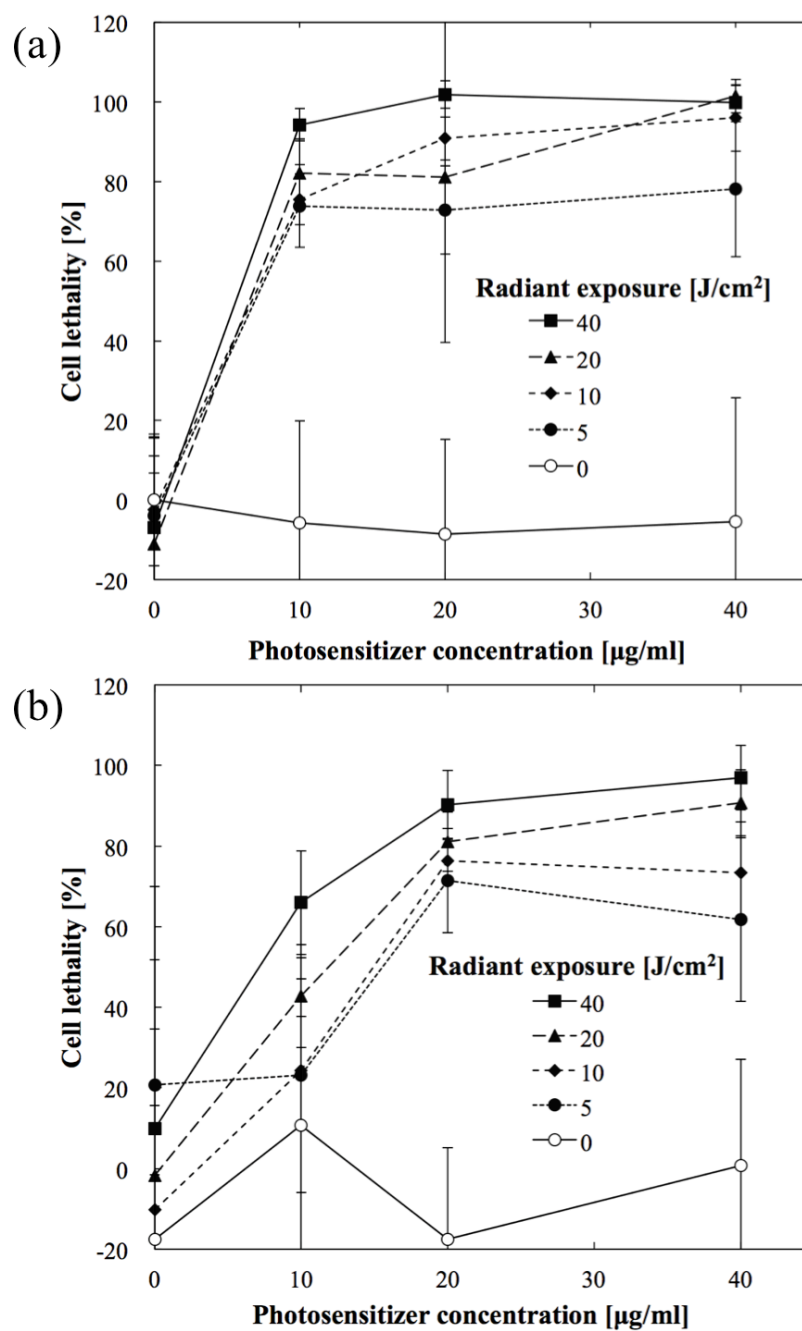 (a)
120
100
80
60
40
20
0
-20
Cell lethality [%]
Radiant exposure [J/cm²]
40
20
10
5
0
0 10 20 30 40
Photosensitizer concentration [µg/ml]
(b)
120
100
80
60
40
20
0
-20
Cell lethality [%]
Radiant exposure [J/cm²]
40
20
10
5
0
0 10 20 30 40
Photosensitizer concentration [µg/ml]